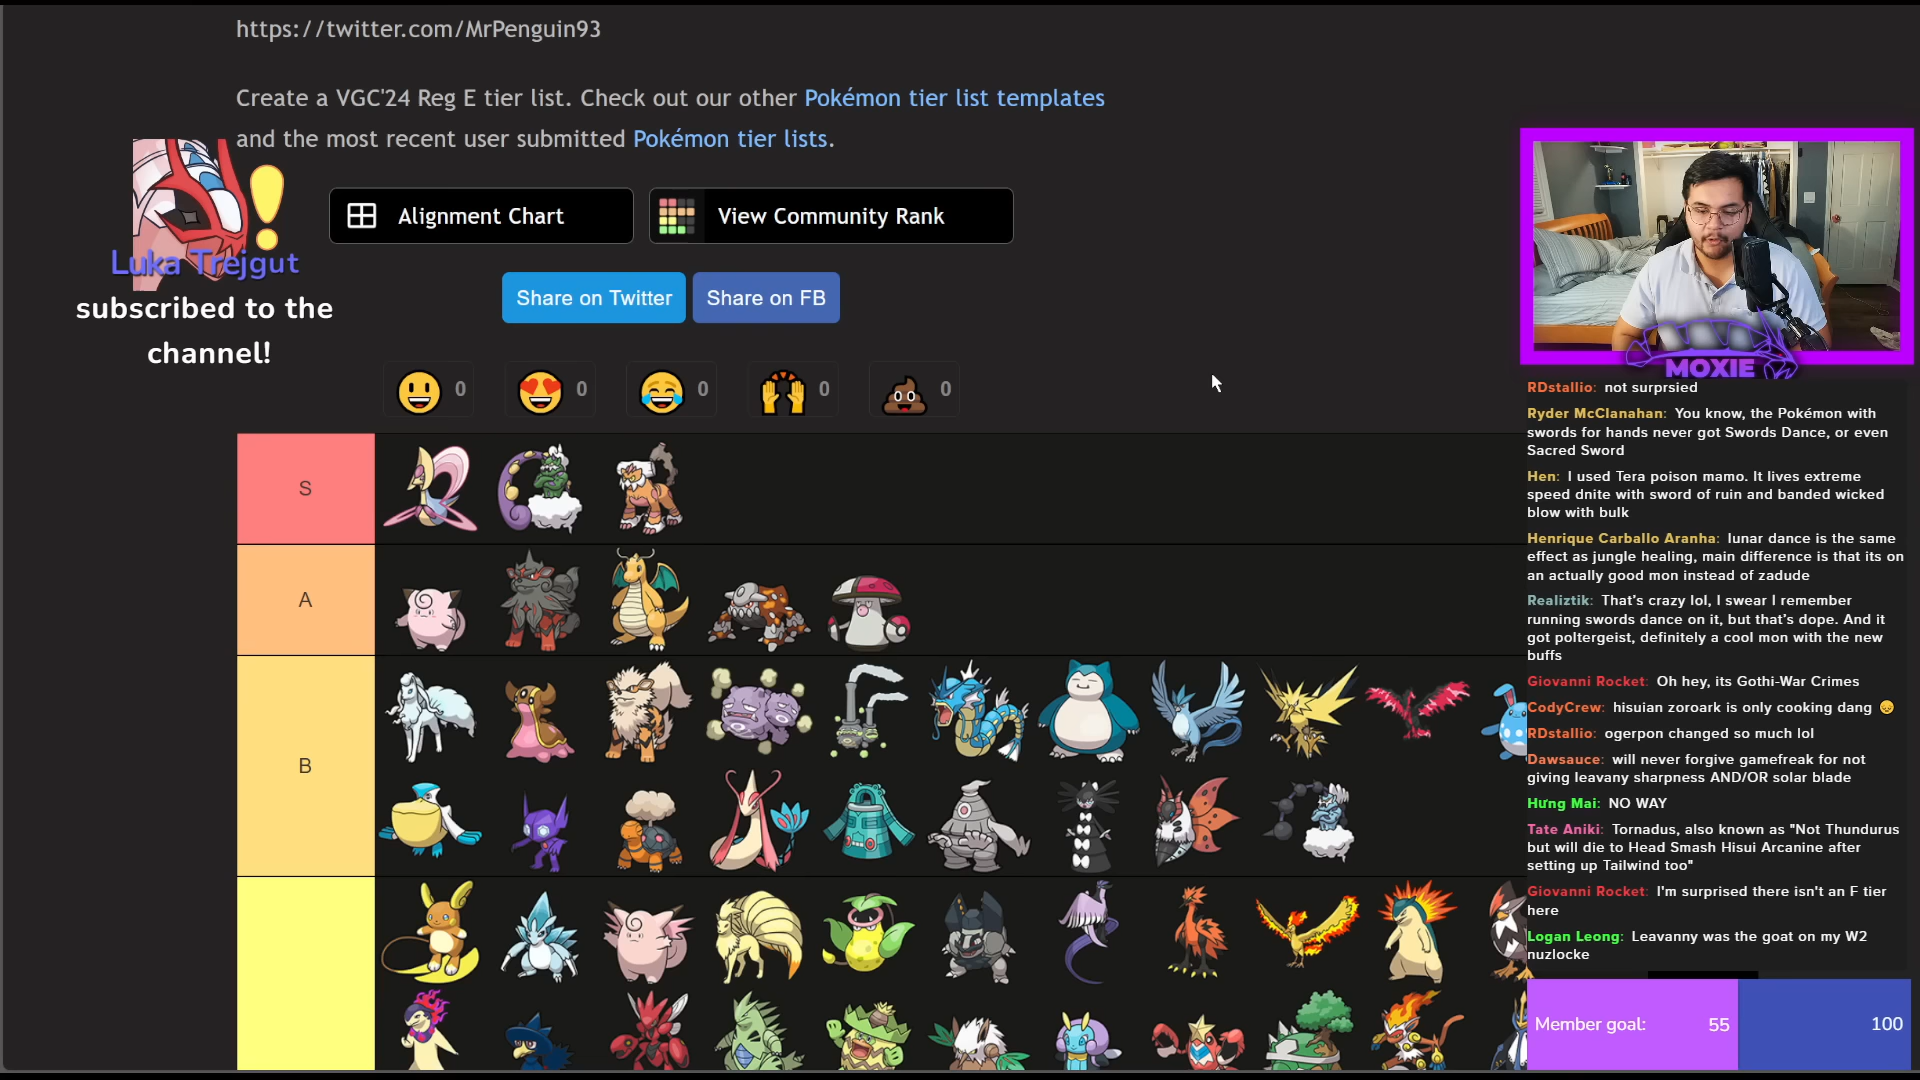 https://twitter.com/MrPenguin93
Create a VGC'24 Reg E tier list. Check out our other Pokémon tier list templates
and the most recent user submitted Pokémon tier lists.
Luka Trejgut
subscribed to the
channel!
Alignment Chart
View Community Rank
Share on Twitter
Share on FB
0
0
0
0
0
S
A
B
MOXIE
RDstallio: not surprsied
Ryder McClanahan: You know, the Pokémon with
swords for hands never got Swords Dance, or even
Sacred Sword
Hen: I used Tera poison mamo. It lives extreme
speed dnite with sword of ruin and banded wicked
blow with bulk
Henrique Carballo Aranha: lunar dance is the same
effect as jungle healing, main difference is that its on
an actually good mon instead of zadude
Realiztik: That's crazy lol, I swear I remember
running swords dance on it, but that's dope. And it
got poltergeist, definitely a cool mon with the new
buffs
Giovanni Rocket: Oh hey, its Gothi-War Crimes
CodyCrew: hisuian zoroark is only cooking dang 😞
RDstallio: ogerpon changed so much lol
Dawsauce: will never forgive gamefreak for not
giving leavany sharpness AND/OR solar blade
Hưng Mai: NO WAY
Tate Aniki: Tornadus, also known as "Not Thundurus
but will die to Head Smash Hisui Arcanine after
setting up Tailwind too"
Giovanni Rocket: I'm surprised there isn't an F tier
here
Logan Leong: Leavanny was the goat on my W2
nuzlocke
Member goal: 55 100